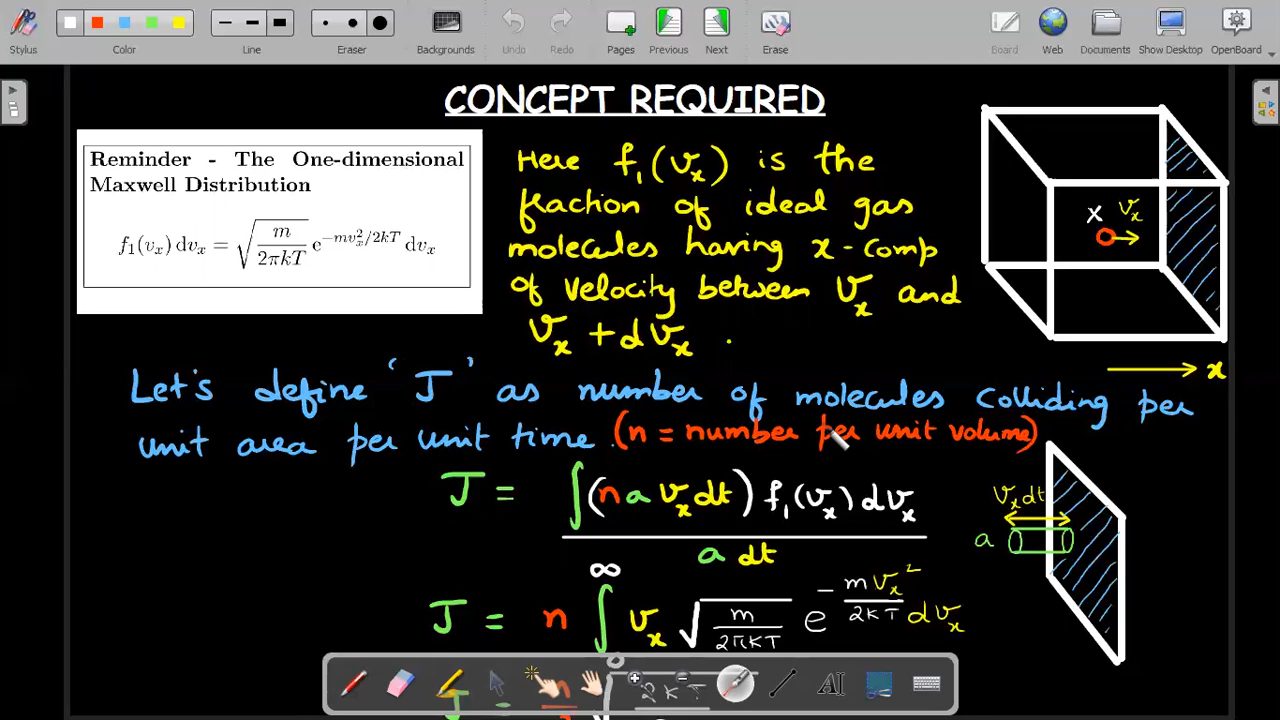 Stylus
Color
Line
Eraser
Backgrounds
Undo
Redo
Pages
Previous
Next
Erase
Board
Web
Documents
Show Desktop
OpenBoard
CONCEPT REQUIRED
Reminder - The One-dimensional
Maxwell Distribution
f₁(vₓ) dvₓ = √(m/2πkT) e^(−mvₓ²/2kT) dvₓ
Here f₁(vₓ) is the
fraction of ideal gas
molecules having x-comp
of velocity between vₓ and
vₓ + dvₓ .
x vₓ
x
Let's define 'J' as number of molecules colliding per
unit area per unit time. (n = number per unit volume)
J = ∫(n a vₓdt) f₁(vₓ) dvₓ / a dt
vₓdt
a
J = n ∫₀^∞ vₓ √(m/2πkT) e^(−mvₓ²/2kT) dvₓ